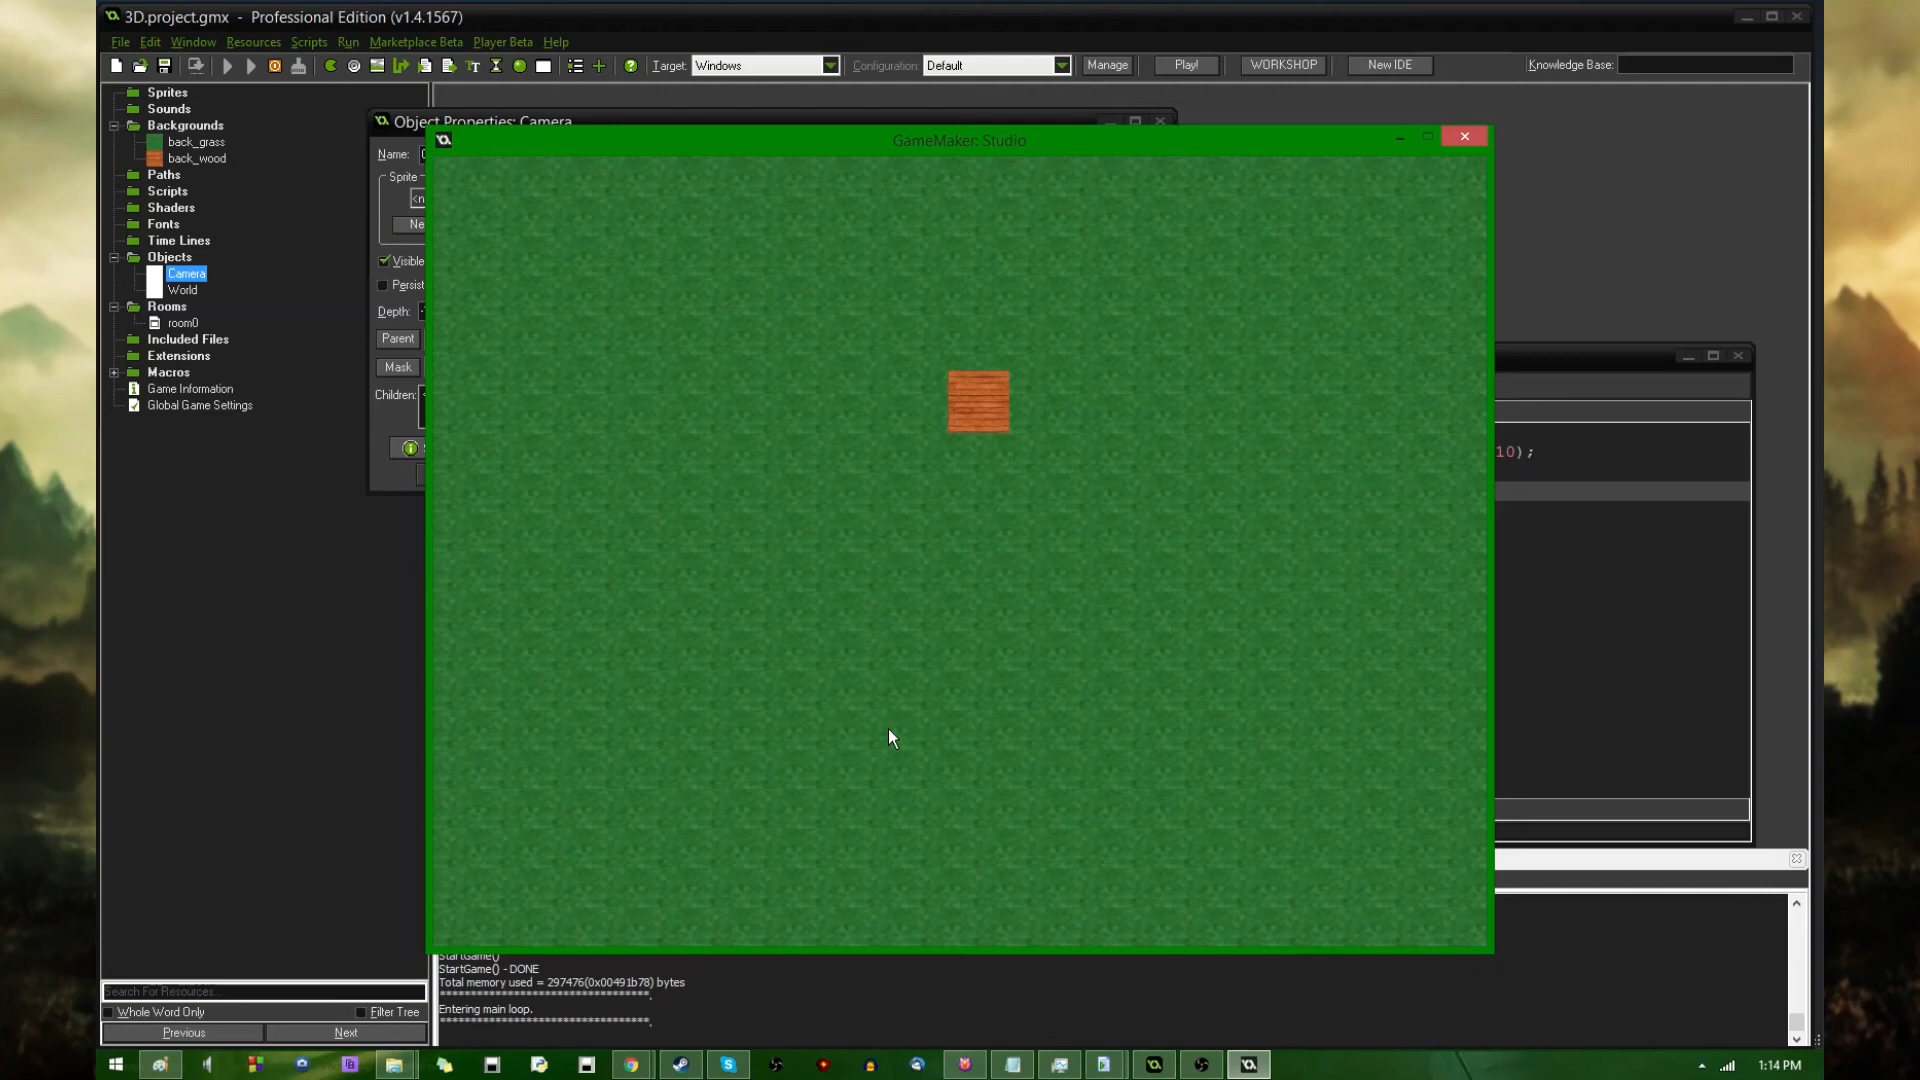 3D.project.gmx - Professional Edition (v1.4.1567)
File Edit Window Resources Scripts Run Marketplace Beta Player Beta Help
Target: Windows Configuration: Default Manage Play! WORKSHOP New IDE Knowledge Base:
Sprites
Sounds
Backgrounds
back_grass
back_wood
Paths
Scripts
Shaders
Fonts
Time Lines
Objects
Camera
World
Rooms
room0
Included Files
Extensions
Macros
Game Information
Global Game Settings
Object Properties: Camera
Name:
Sprite
<n
Ne
Visible
Persist
Depth:
Parent
Mask
Children:
GameMaker: Studio
10);
StartGame()
StartGame() - DONE
Total memory used = 297476(0x00491b78) bytes
**********************************.
Entering main loop.
**********************************.
Search For Resources...
Whole Word Only Filter Tree
Previous Next
1:14 PM